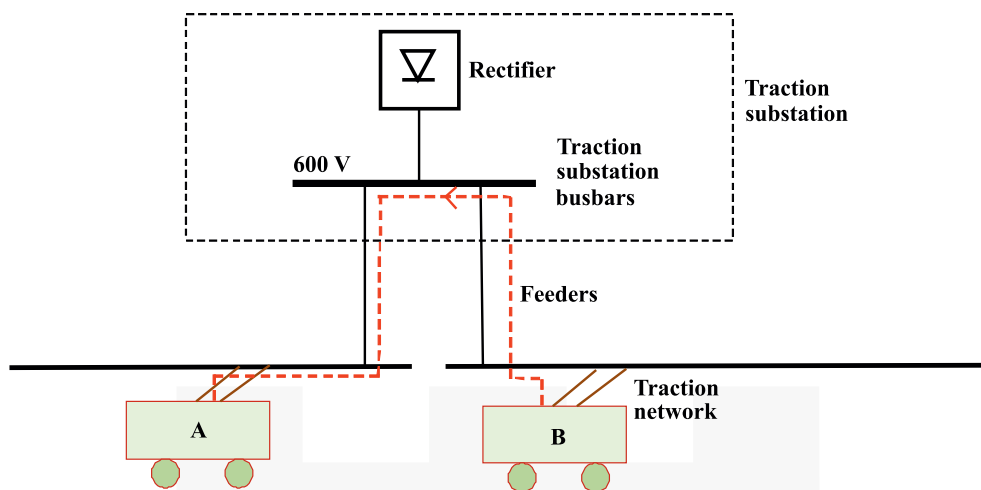 Rectifier
Traction
substation
600 V
Traction
substation
busbars
Feeders
Traction
network
A
B